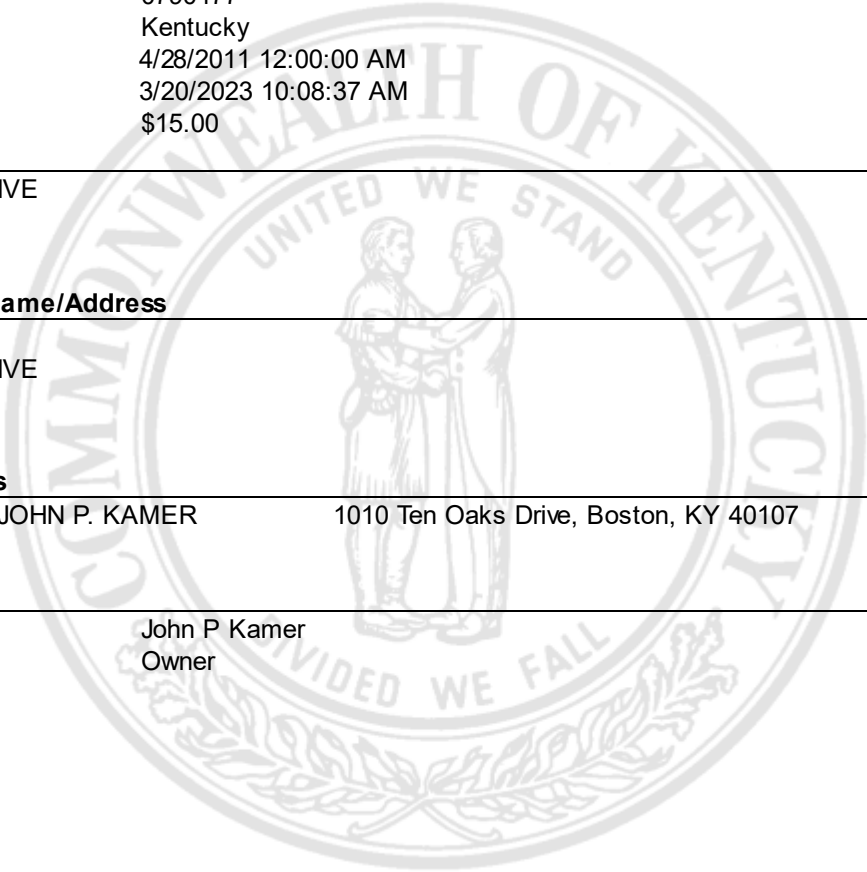 Kentucky
4/28/2011 12:00:00 AM
3/20/2023 10:08:37 AM
$15.00
IVE
ame/Address
IVE
s
JOHN P. KAMER 1010 Ten Oaks Drive, Boston, KY 40107
John P Kamer
Owner
COMMONWEALTH OF KENTUCKY
UNITED WE STAND
DIVIDED WE FALL